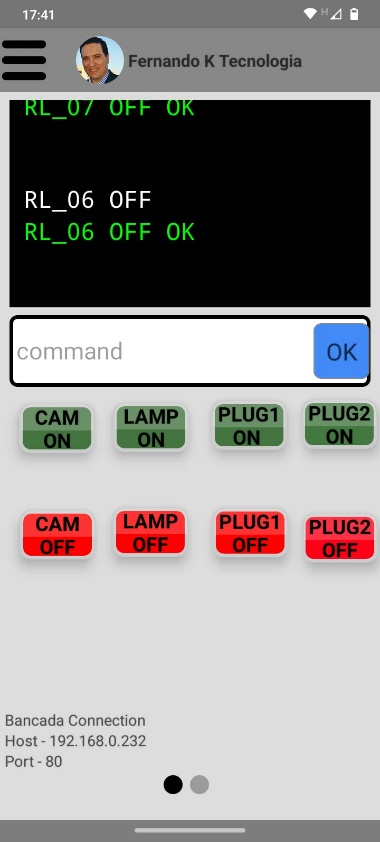 17:41
H
Fernando K Tecnologia
RL_07 OFF OK
RL_06 OFF
RL_06 OFF OK
command
OK
CAM ON
LAMP ON
PLUG1 ON
PLUG2 ON
CAM OFF
LAMP OFF
PLUG1 OFF
PLUG2 OFF
Bancada Connection
Host - 192.168.0.232
Port - 80